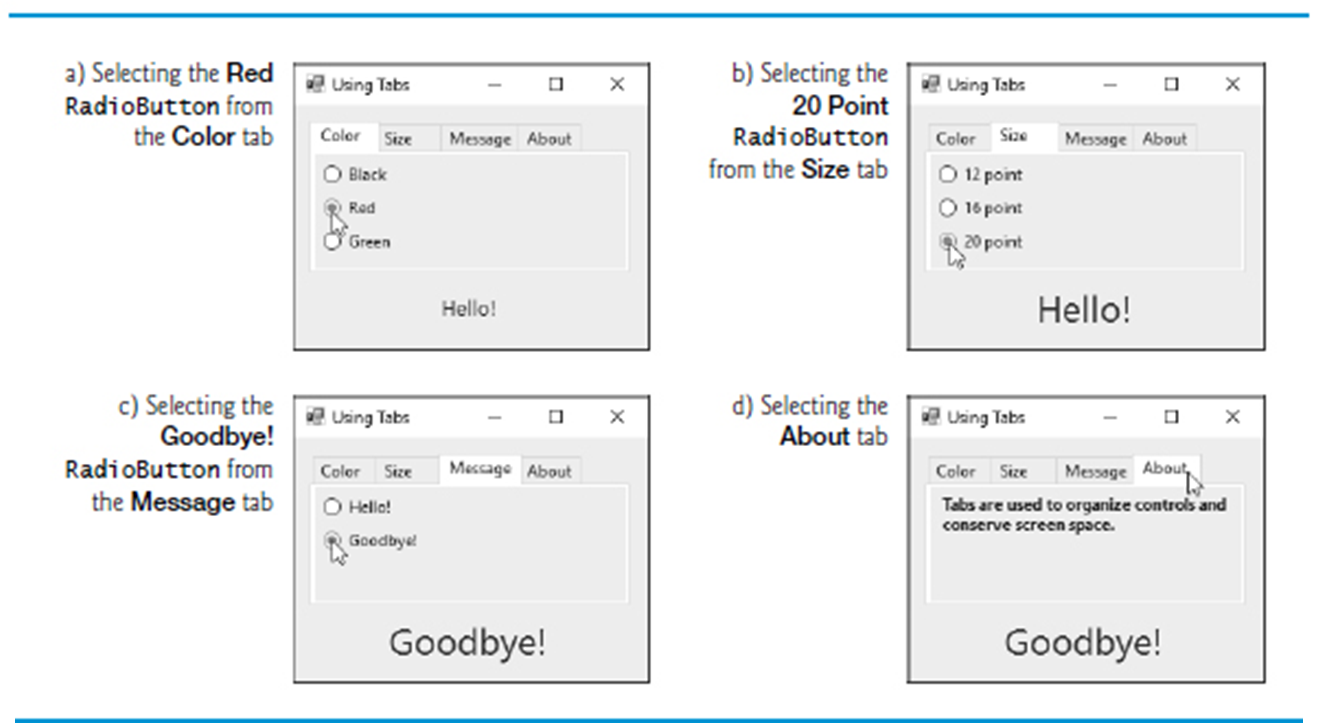 a) Selecting the Red
RadioButton from
the Color tab
Using Tabs
Color Size Message About
Black
Red
Green
Hello!
b) Selecting the
20 Point
RadioButton
from the Size tab
Using Tabs
Color Size Message About
12 point
16 point
20 point
Hello!
c) Selecting the
Goodbye!
RadioButton from
the Message tab
Using Tabs
Color Size Message About
Hello!
Goodbye!
Goodbye!
d) Selecting the
About tab
Using Tabs
Color Size Message About
Tabs are used to organize controls and
conserve screen space.
Goodbye!